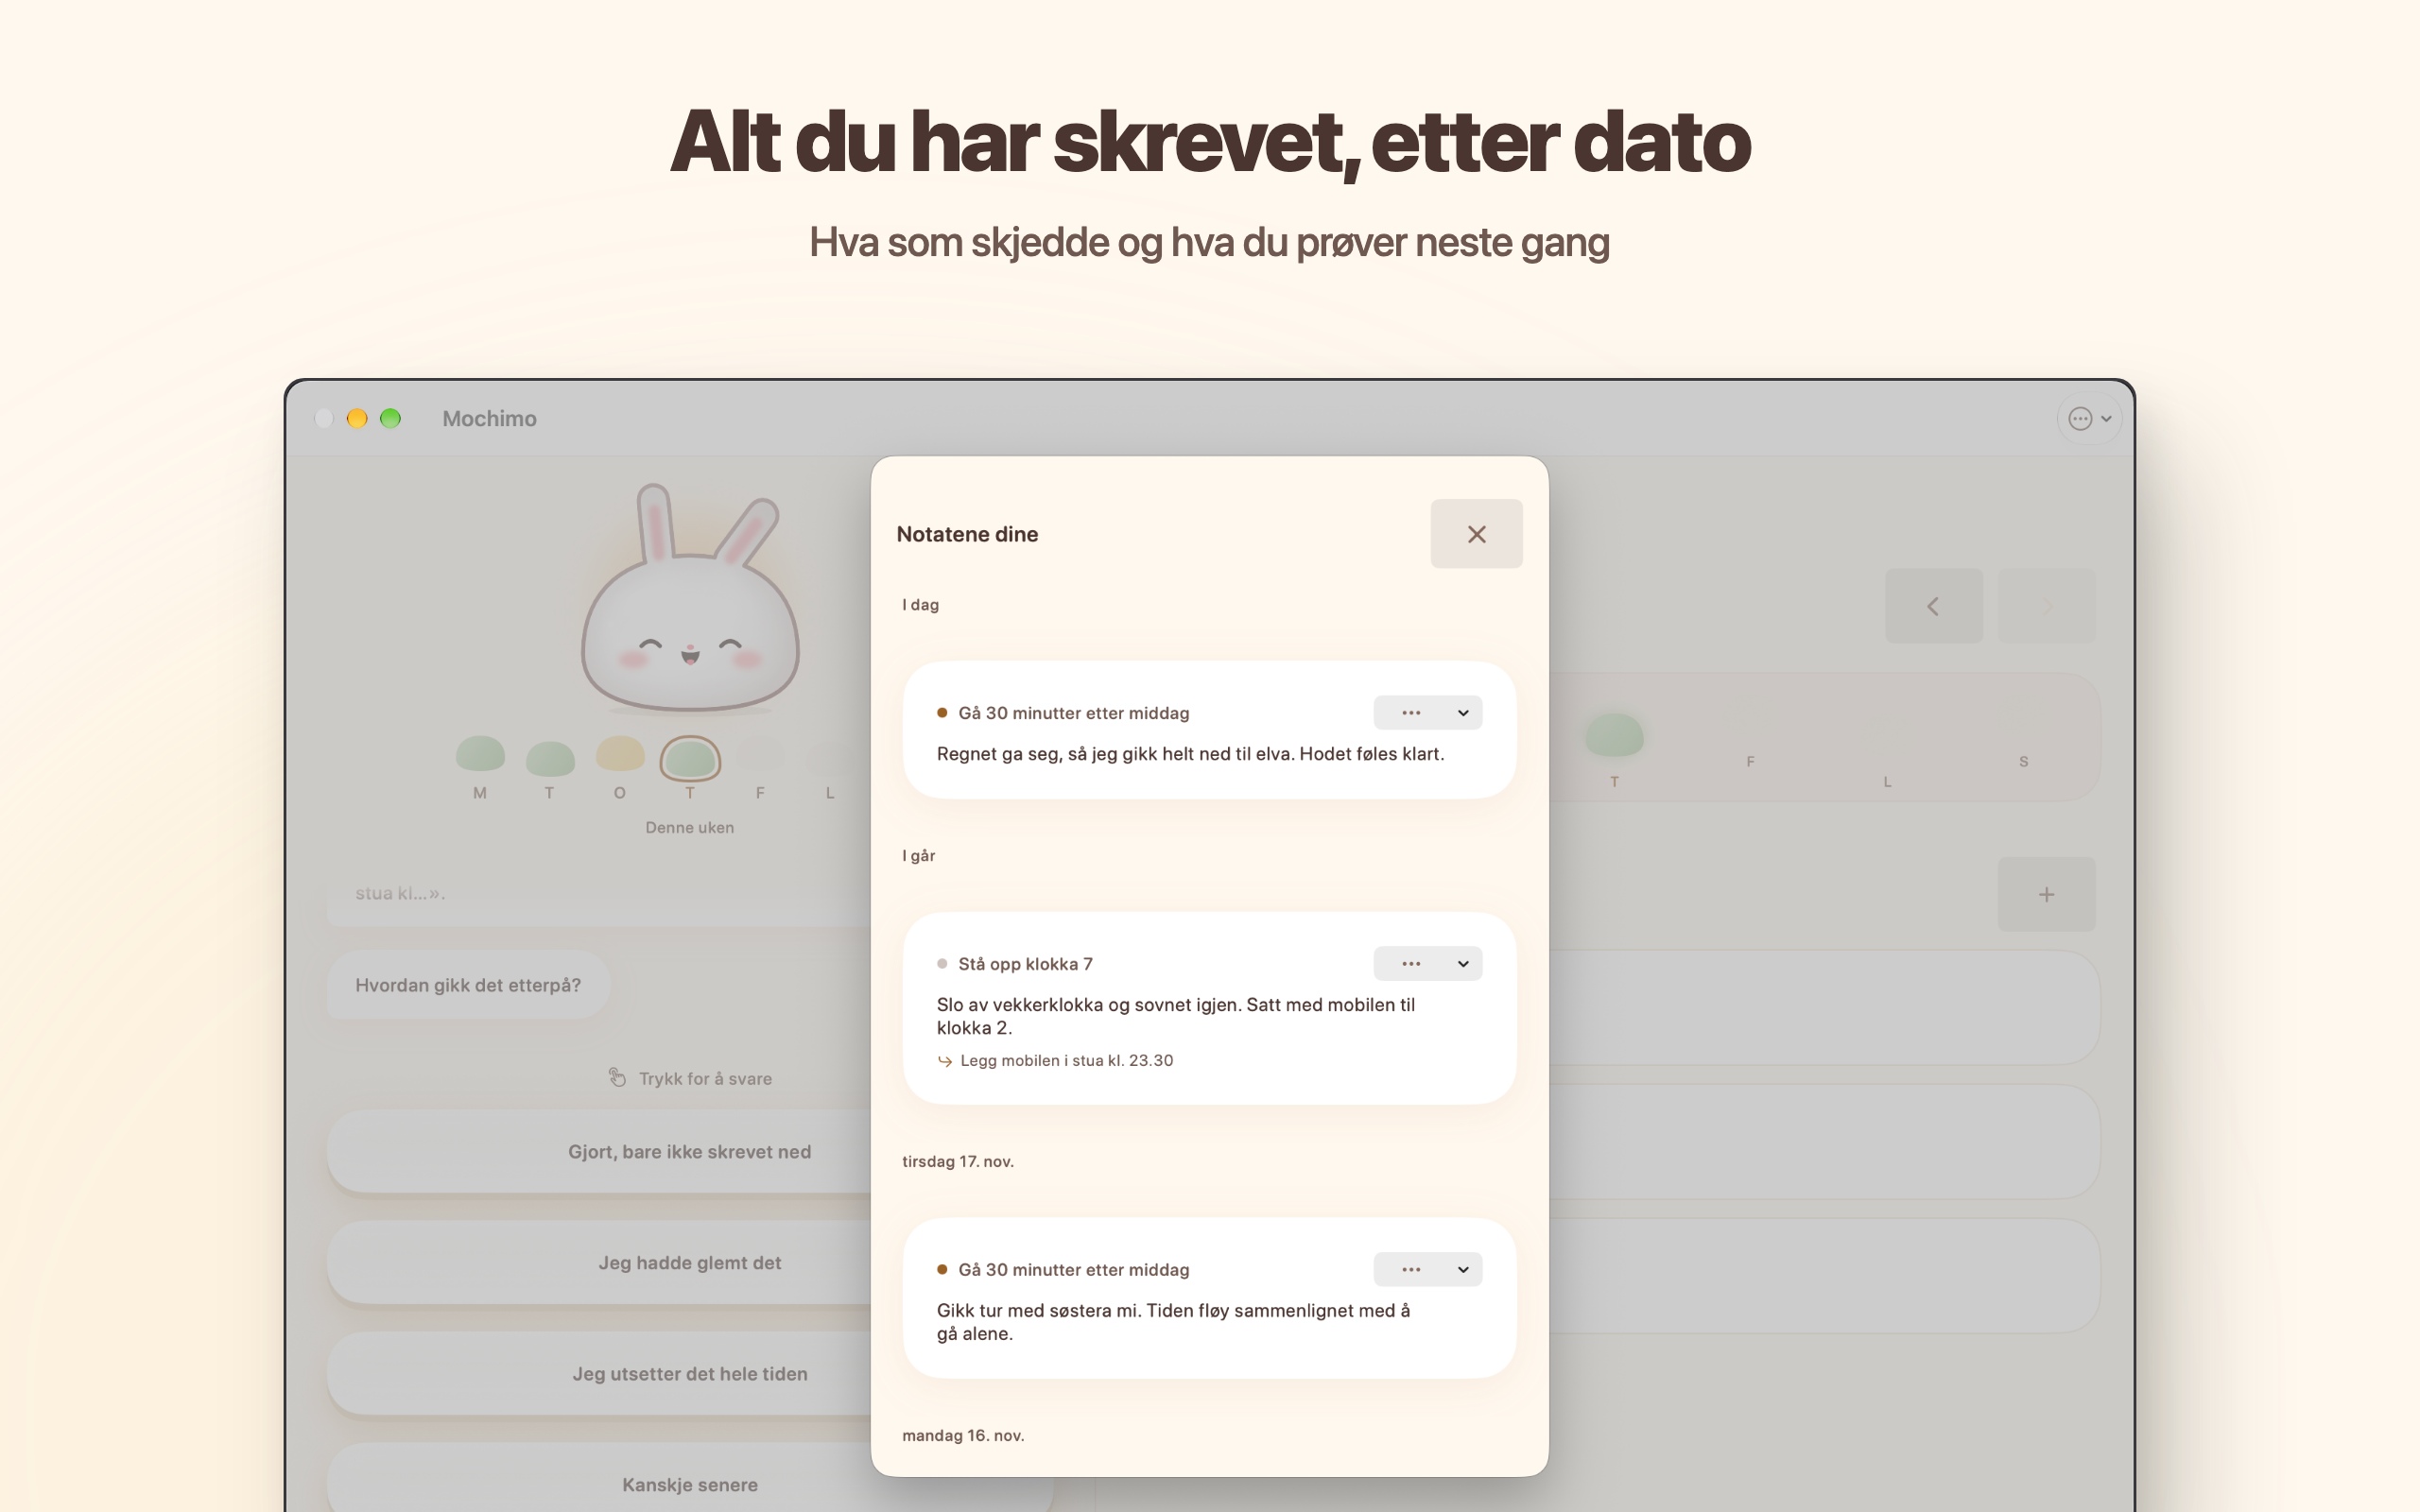 Alt du har skrevet, etter dato
Hva som skjedde og hva du prøver neste gang
Mochimo
M T O T F L
Denne uken
stua kl...».
Hvordan gikk det etterpå?
Trykk for å svare
Gjort, bare ikke skrevet ned
Jeg hadde glemt det
Jeg utsetter det hele tiden
Kanskje senere
Notatene dine
I dag
Gå 30 minutter etter middag
Regnet ga seg, så jeg gikk helt ned til elva. Hodet føles klart.
I går
Stå opp klokka 7
Slo av vekkerklokka og sovnet igjen. Satt med mobilen til
klokka 2.
Legg mobilen i stua kl. 23.30
tirsdag 17. nov.
Gå 30 minutter etter middag
Gikk tur med søstera mi. Tiden fløy sammenlignet med å
gå alene.
mandag 16. nov.
T F L S